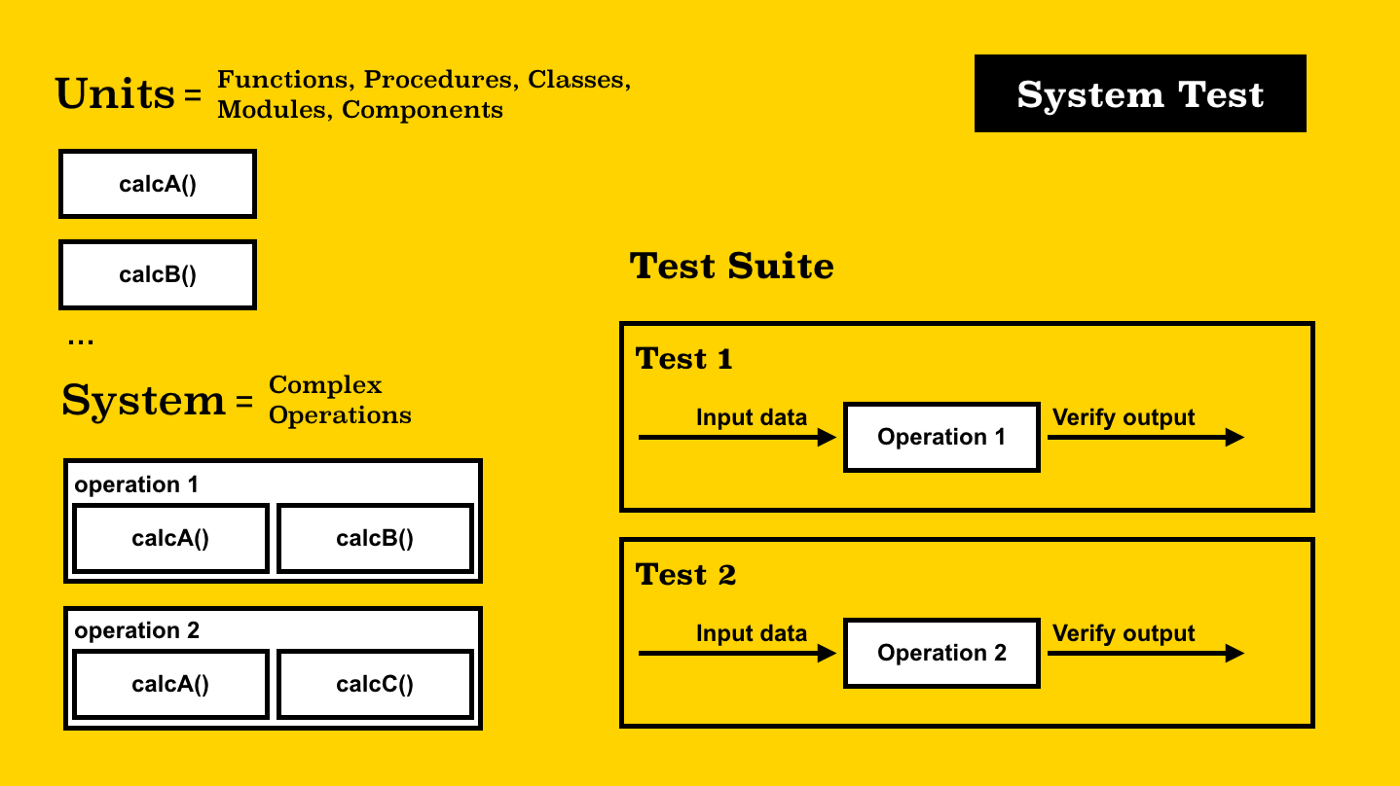 Units = Functions, Procedures, Classes,
Modules, Components
System Test
calcA()
calcB()
...
System = Complex
Operations
operation 1
calcA() calcB()
operation 2
calcA() calcC()
Test Suite
Test 1
Input data Operation 1 Verify output
Test 2
Input data Operation 2 Verify output